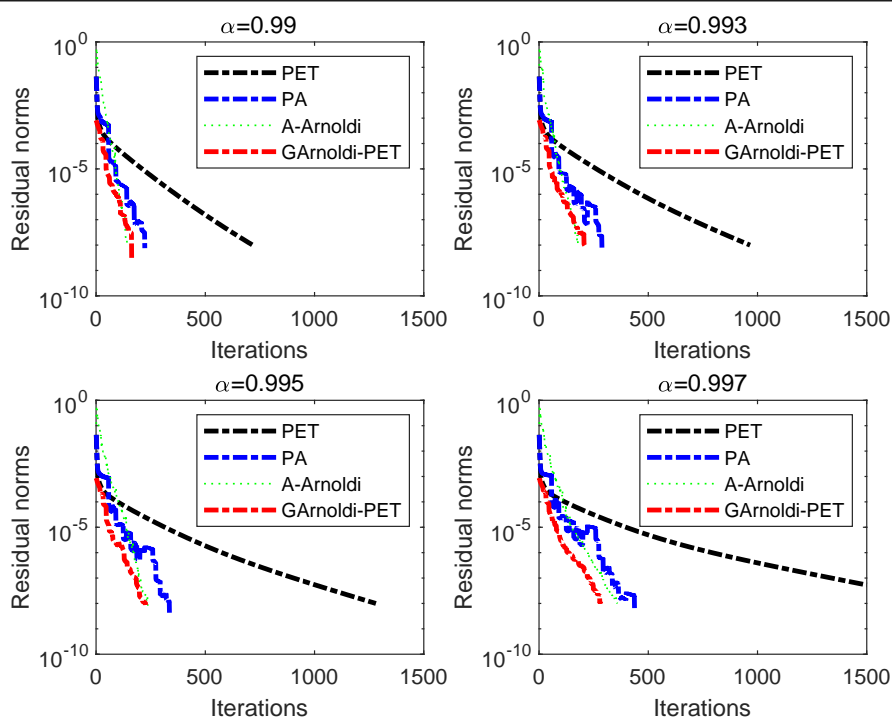 α=0.99
10^0
10^-5
10^-10
Residual norms
PET
PA
A-Arnoldi
GArnoldi-PET
0 500 1000 1500
Iterations
α=0.993
10^0
10^-5
10^-10
Residual norms
PET
PA
A-Arnoldi
GArnoldi-PET
0 500 1000 1500
Iterations
α=0.995
10^0
10^-5
10^-10
Residual norms
PET
PA
A-Arnoldi
GArnoldi-PET
0 500 1000 1500
Iterations
α=0.997
10^0
10^-5
10^-10
Residual norms
PET
PA
A-Arnoldi
GArnoldi-PET
0 500 1000 1500
Iterations